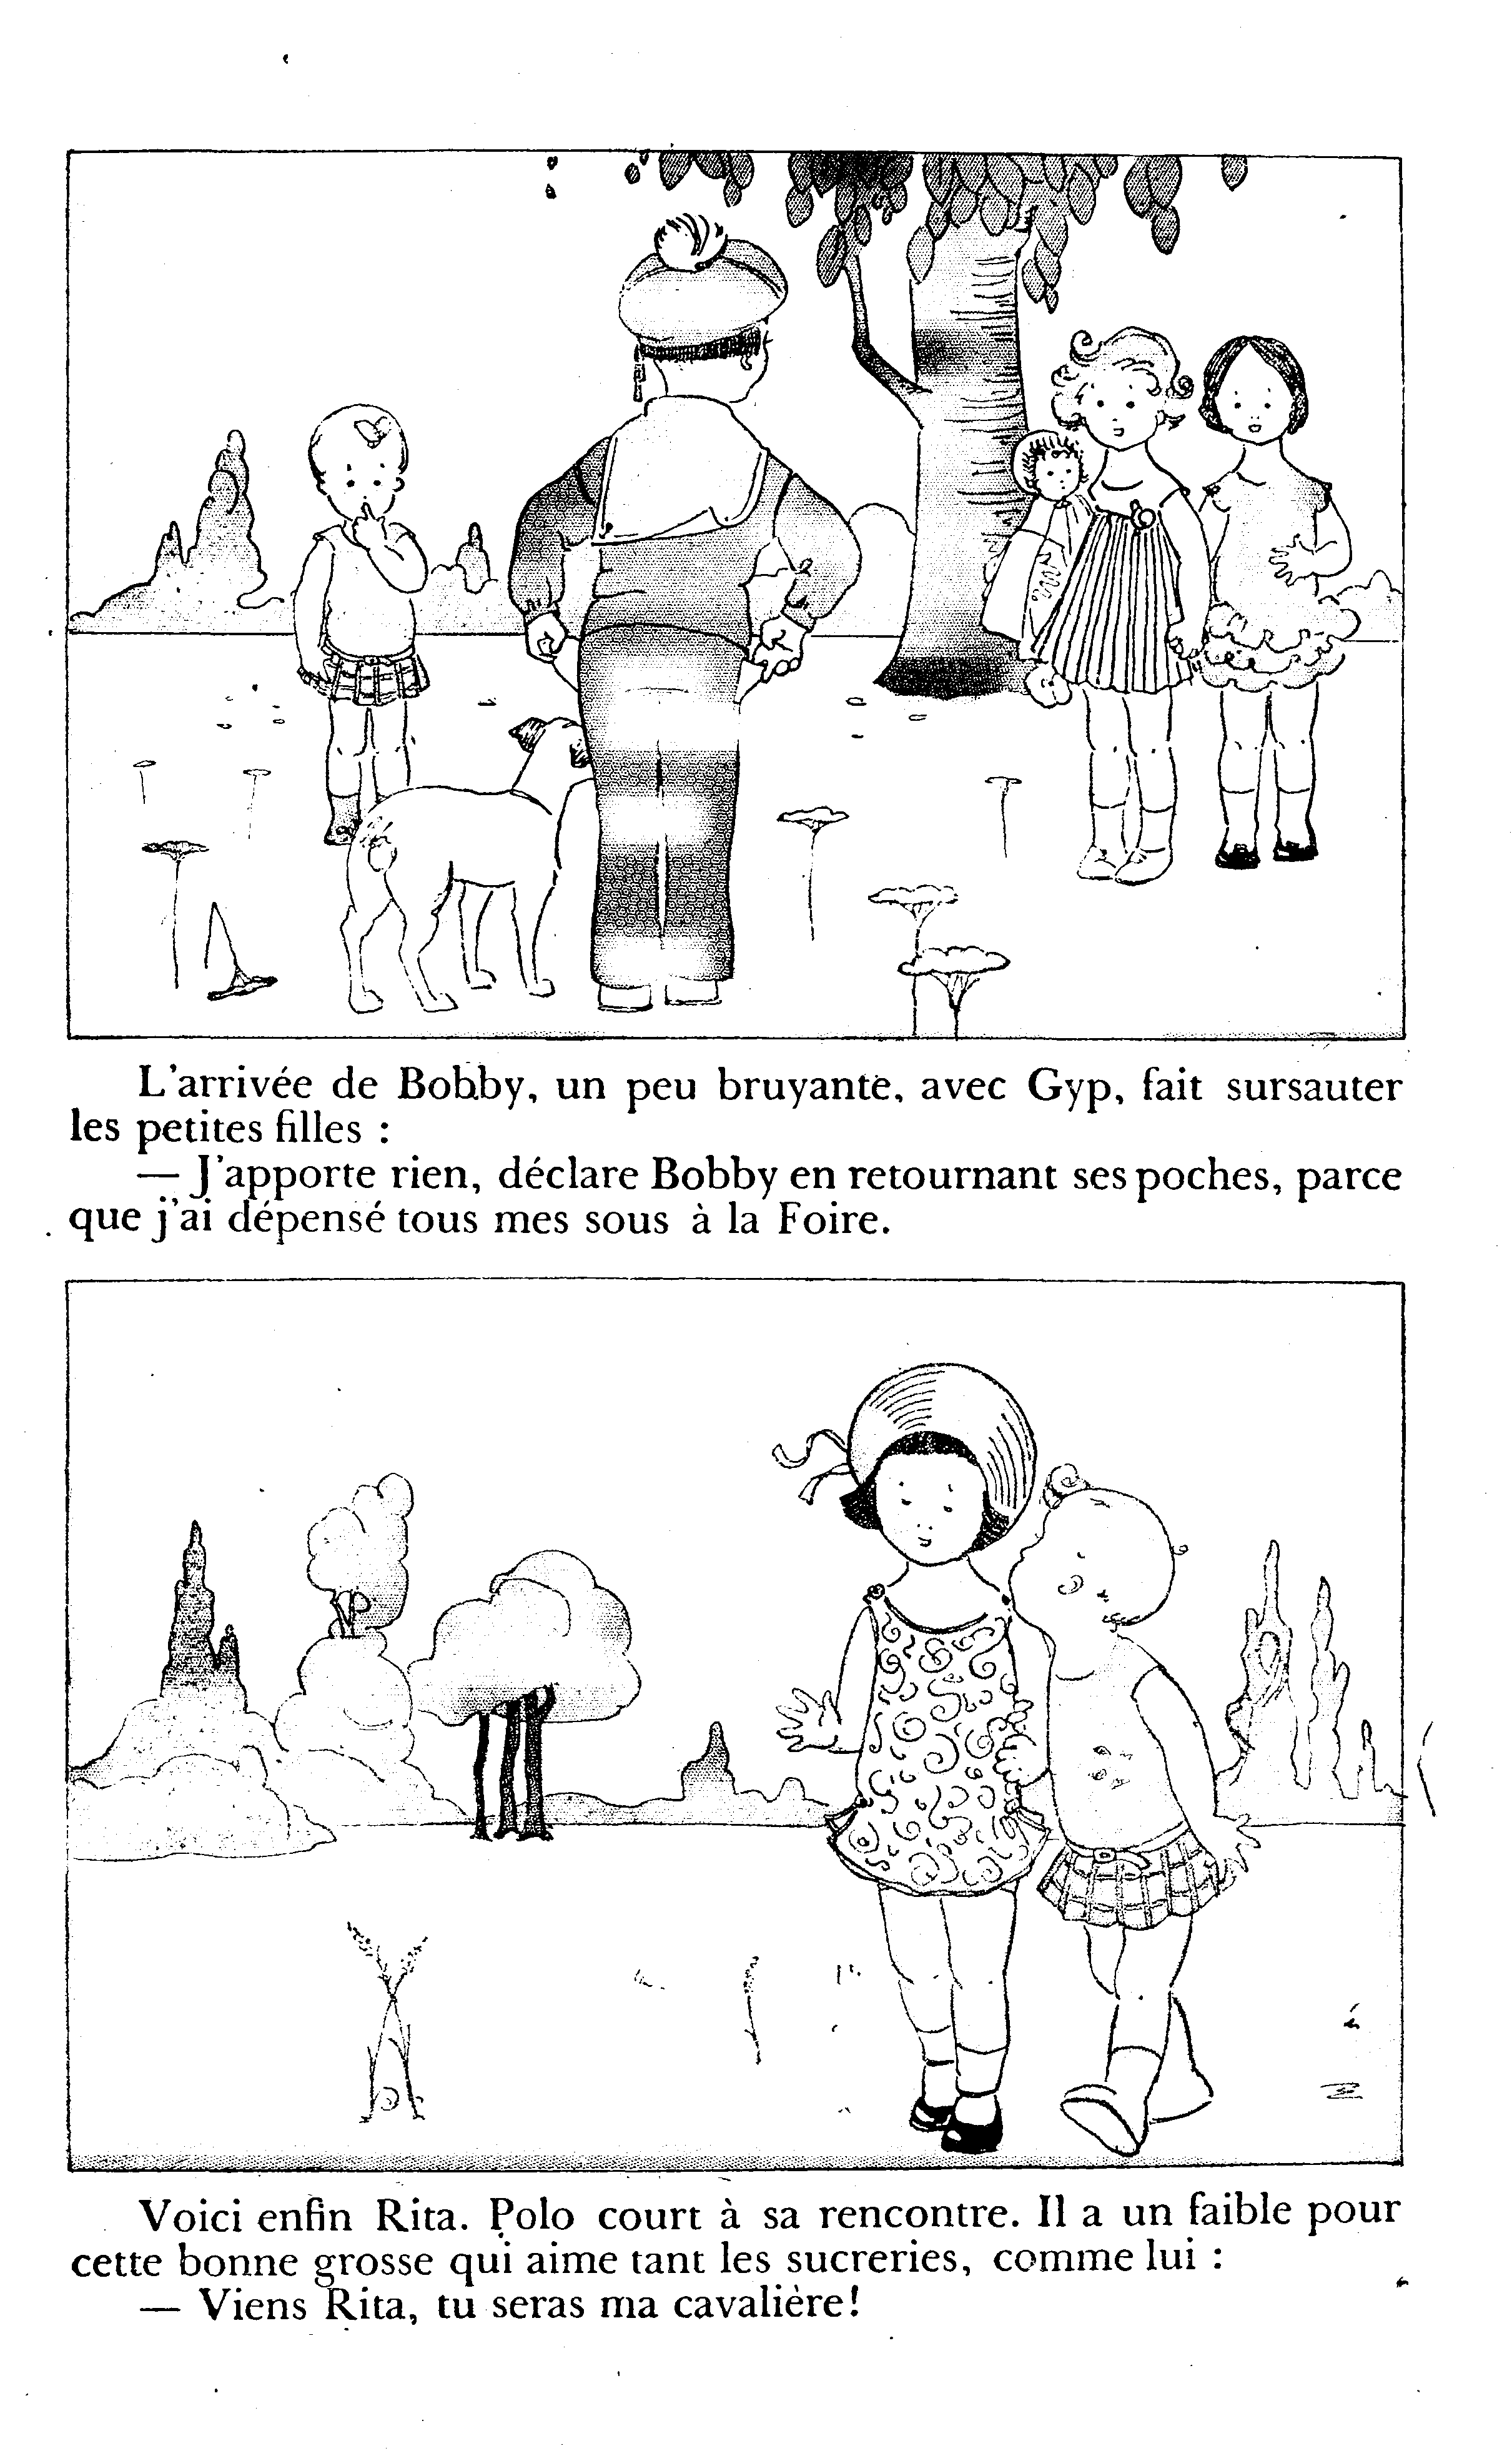 L'arrivée de Bobby, un peu bruyante, avec Gyp, fait sursauter
les petites filles :
— J'apporte rien, déclare Bobby en retournant ses poches, parce
que j'ai dépensé tous mes sous à la Foire.
Voici enfin Rita. Polo court à sa rencontre. Il a un faible pour
cette bonne grosse qui aime tant les sucreries, comme lui :
— Viens Rita, tu seras ma cavalière!